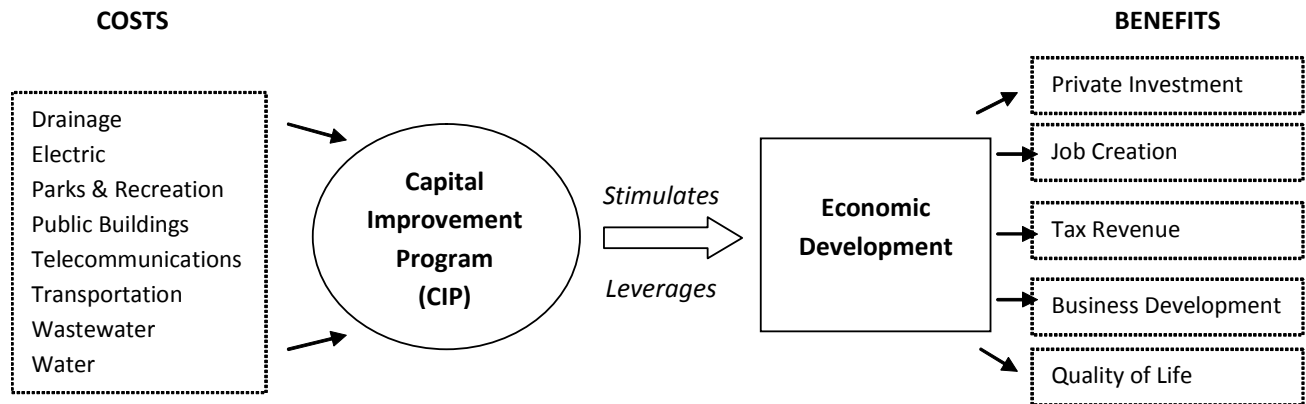 COSTS
BENEFITS
Drainage
Electric
Parks & Recreation
Public Buildings
Telecommunications
Transportation
Wastewater
Water
Capital
Improvement
Program
(CIP)
Stimulates
Leverages
Economic
Development
Private Investment
Job Creation
Tax Revenue
Business Development
Quality of Life